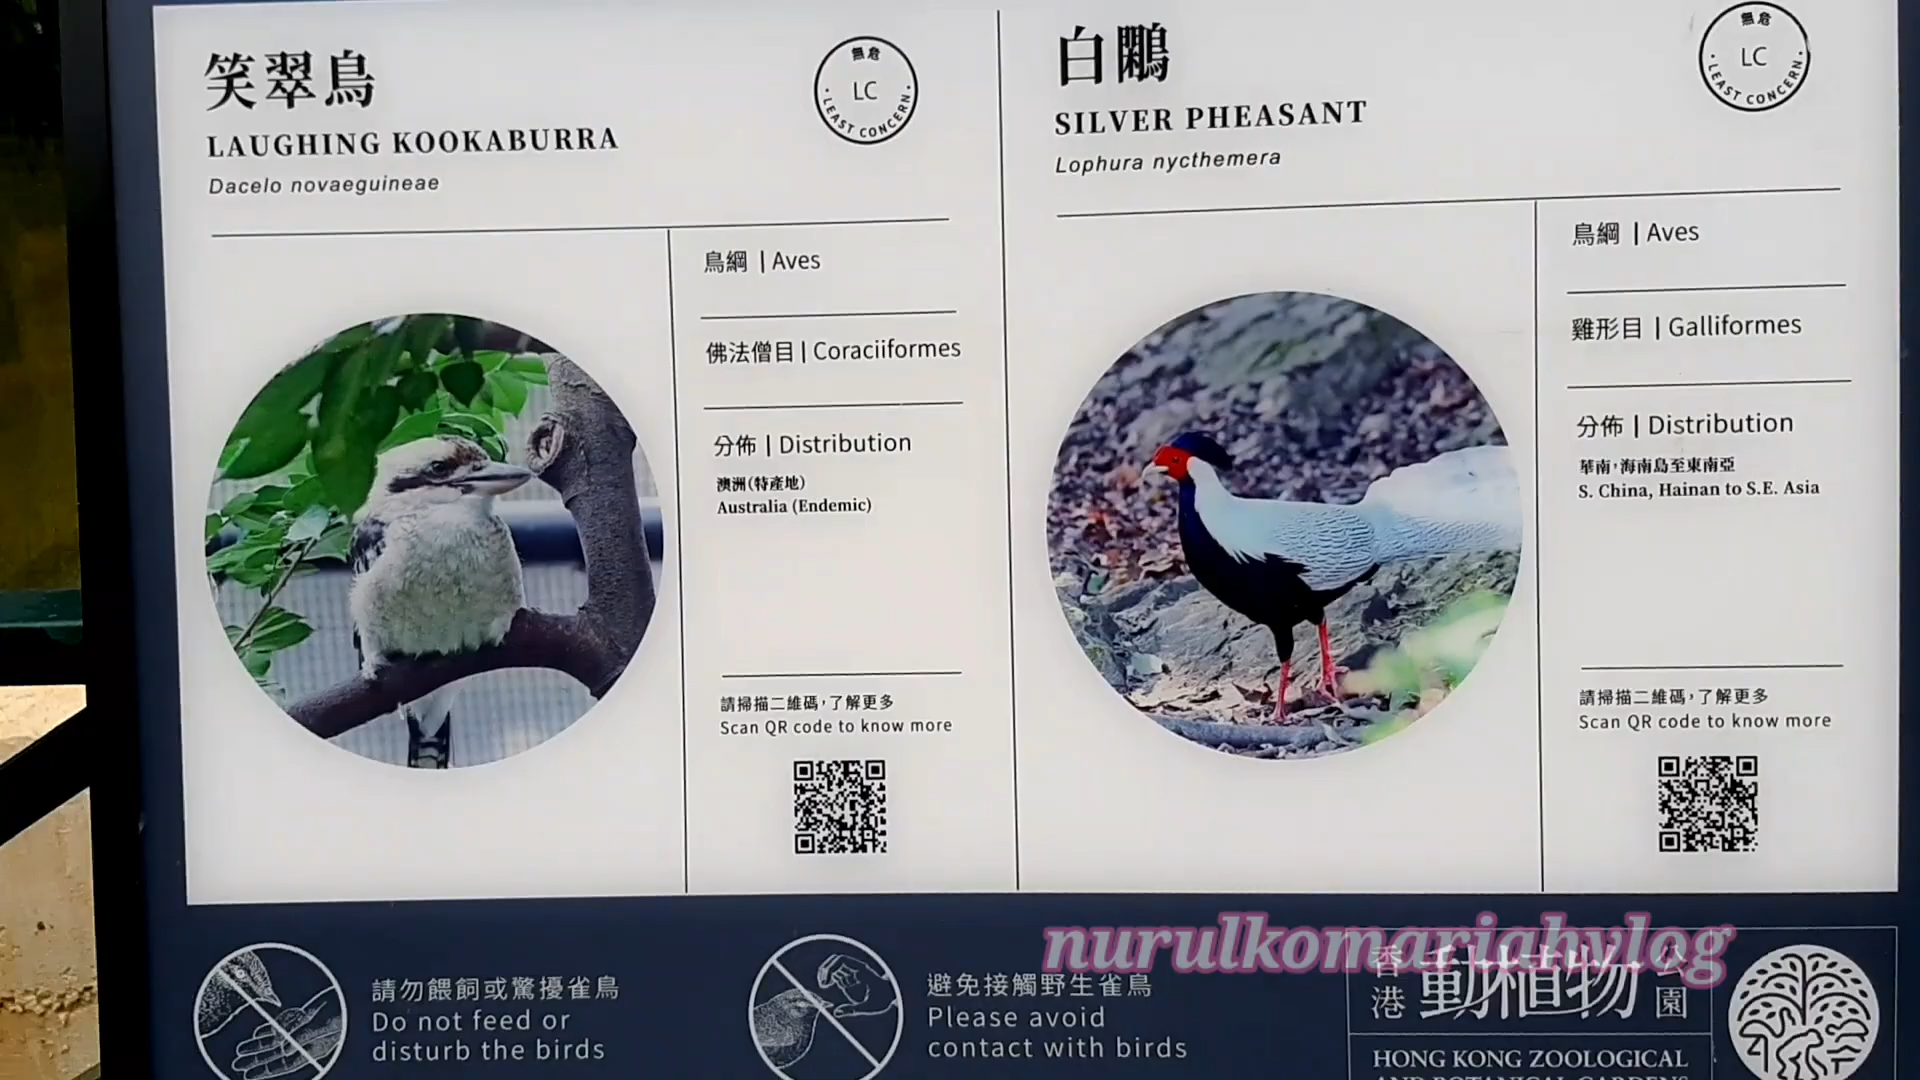 笑翠鳥
LAUGHING KOOKABURRA
Dacelo novaeguineae
無危
LC
LEAST CONCERN
鳥綱 | Aves
佛法僧目 | Coraciiformes
分佈 | Distribution
澳洲(特產地)
Australia (Endemic)
請掃描二維碼,了解更多
Scan QR code to know more
白鷴
SILVER PHEASANT
Lophura nycthemera
無危
LC
LEAST CONCERN
鳥綱 | Aves
雞形目 | Galliformes
分佈 | Distribution
華南,海南島至東南亞
S. China, Hainan to S.E. Asia
請掃描二維碼,了解更多
Scan QR code to know more
請勿餵飼或驚擾雀鳥
Do not feed or
disturb the birds
避免接觸野生雀鳥
Please avoid
contact with birds
nurulkomariahvlog
香港動植物公園
HONG KONG ZOOLOGICAL
AND BOTANICAL GARDENS